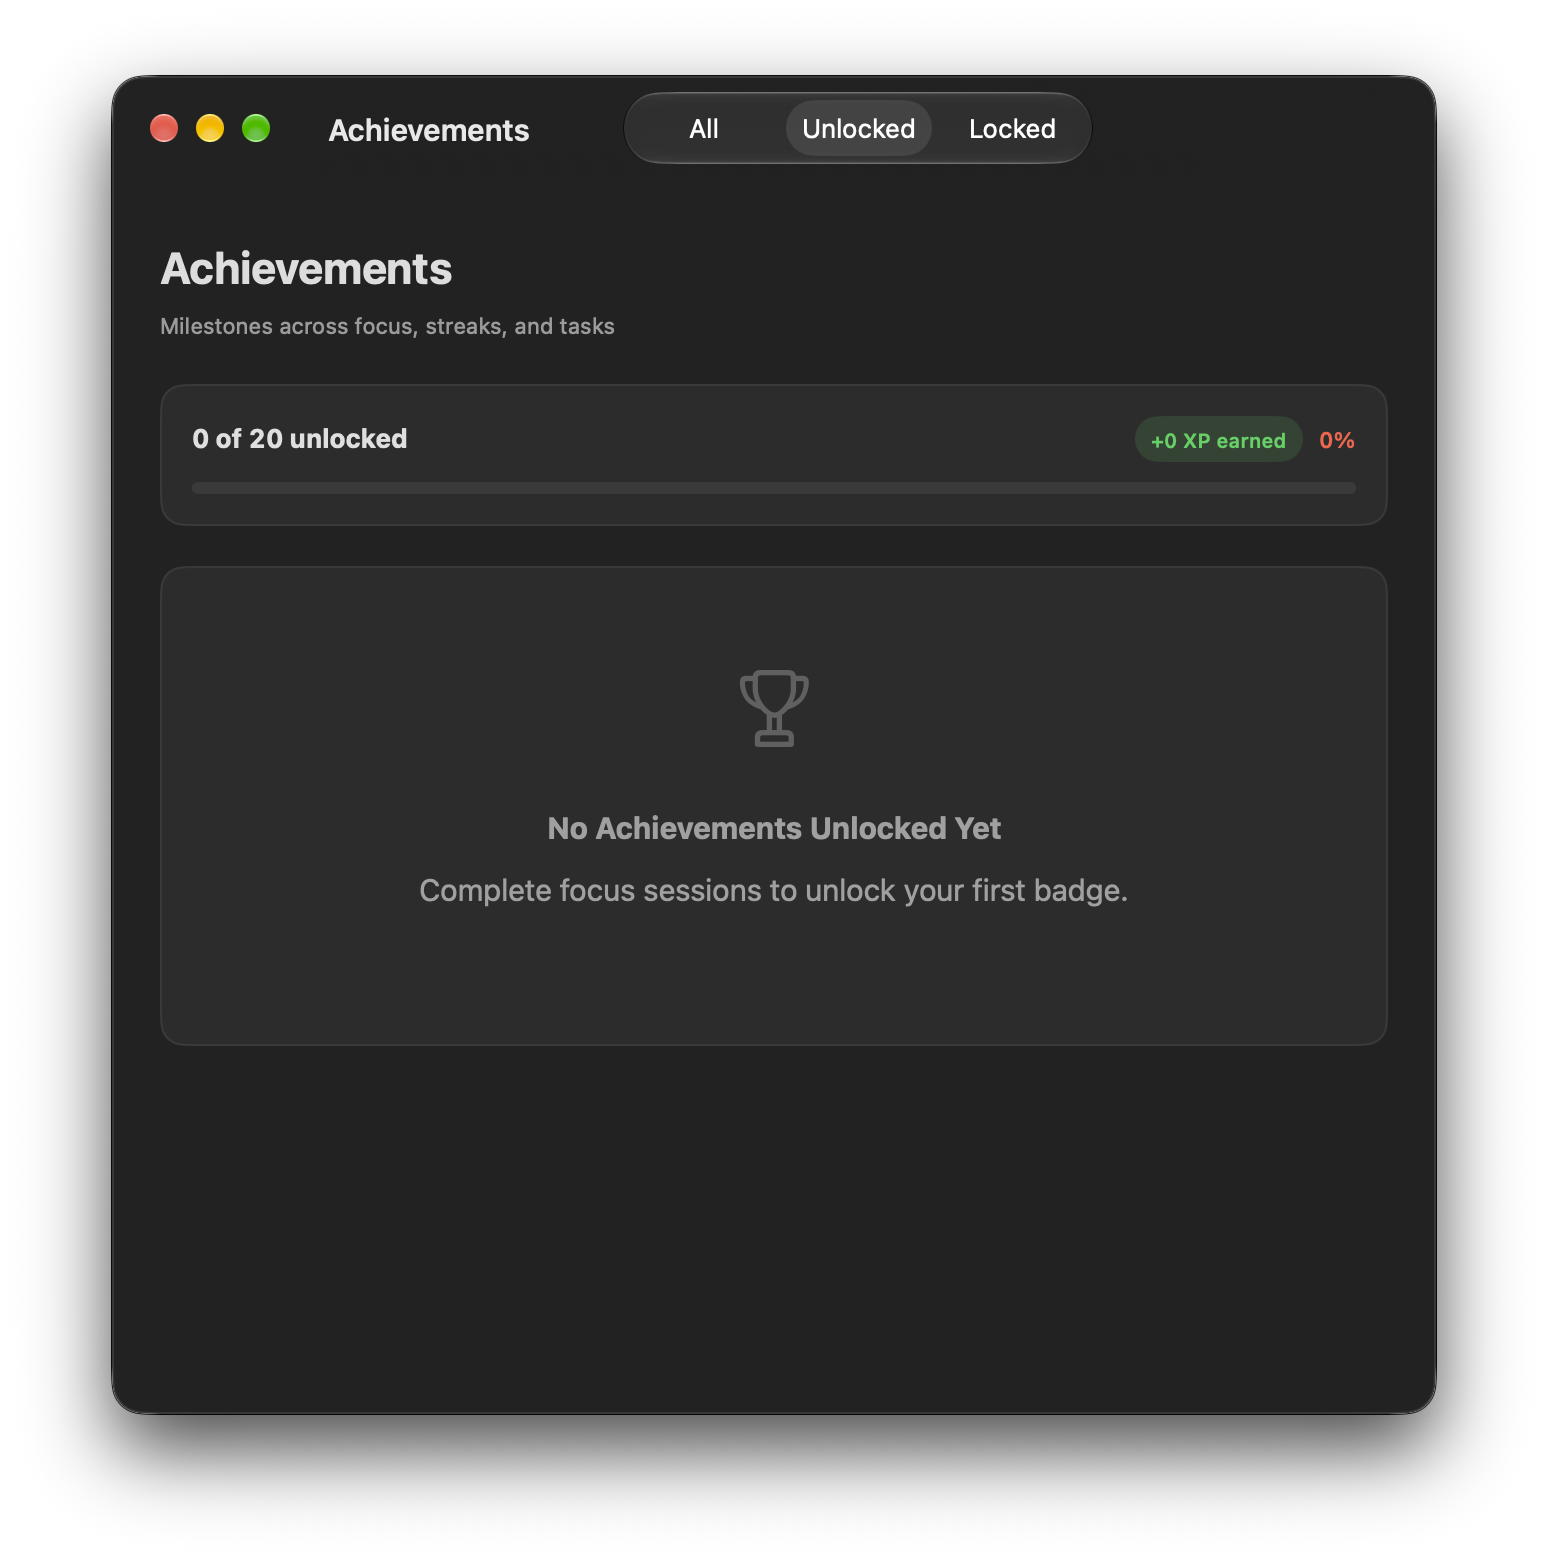 Achievements
All
Unlocked
Locked
Achievements
Milestones across focus, streaks, and tasks
0 of 20 unlocked
+0 XP earned
0%
No Achievements Unlocked Yet
Complete focus sessions to unlock your first badge.